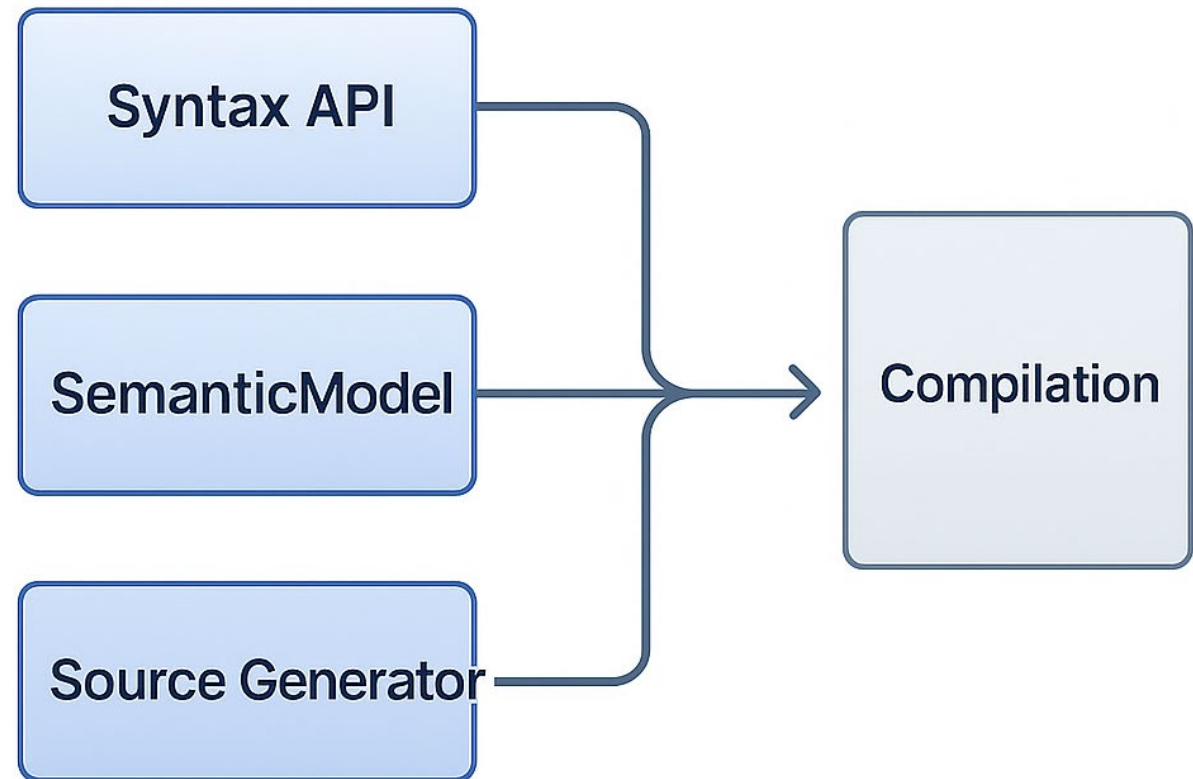 Syntax API
SemanticModel
Compilation
Source Generator